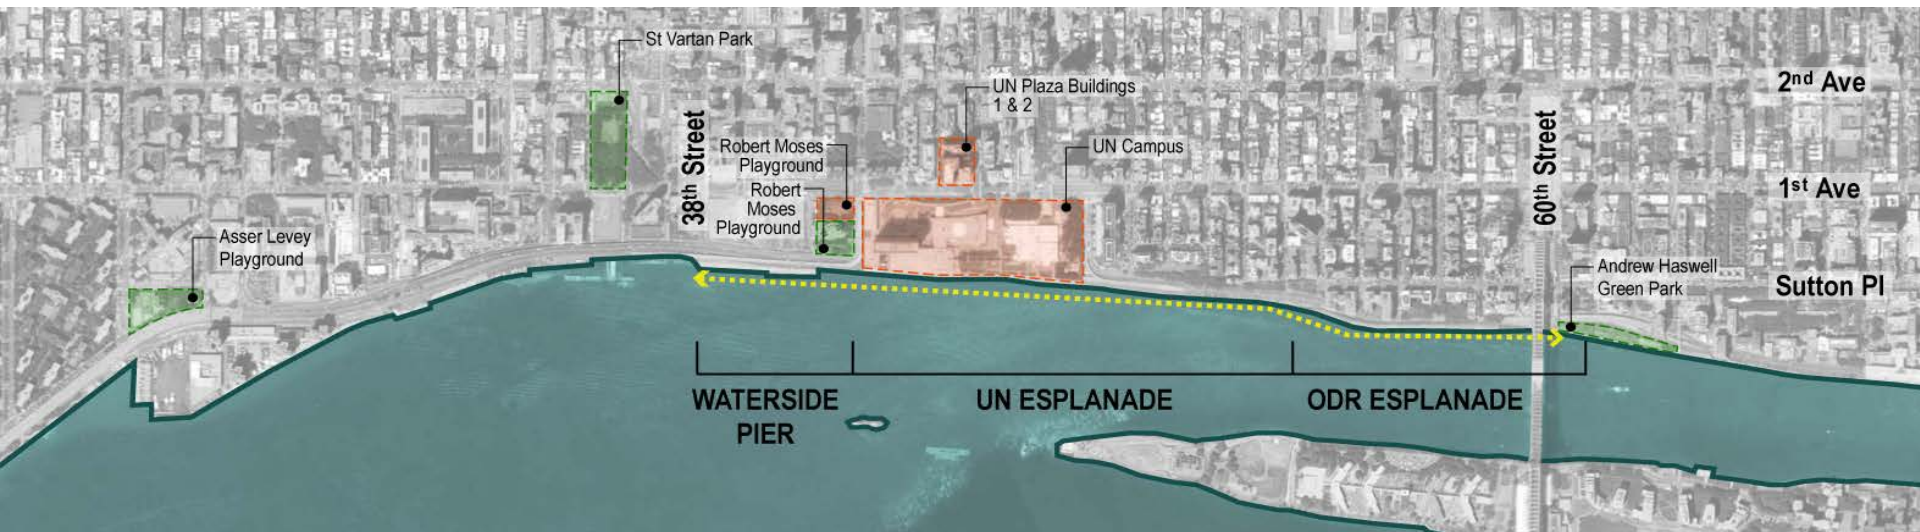 St Vartan Park
2nd Ave
UN Plaza Buildings
1 & 2
38th Street
60th Street
Robert Moses
Playground
UN Campus
Robert
Moses
Playground
1st Ave
Asser Levey
Playground
Andrew Haswell
Green Park
Sutton Pl
WATERSIDE
PIER
UN ESPLANADE
ODR ESPLANADE